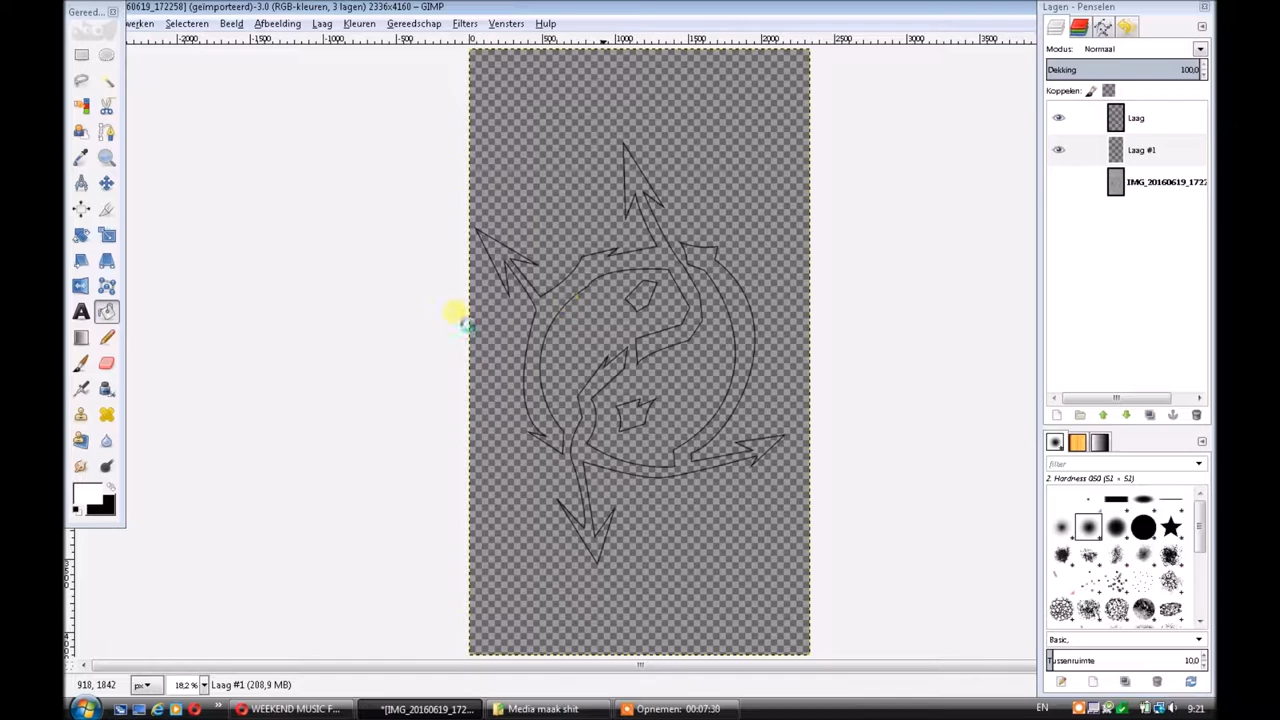 Gereed...
60619_172258] (geïmporteerd)-3.0 (RGB-kleuren, 3 lagen) 2336x4160 – GIMP
Lagen - Penselen
werken Selecteren Beeld Afbeelding Laag Kleuren Gereedschap Filters Vensters Help
-2000 -1500 -1000 -500 0 500 1000 1500 2000 2500 3000 3500
Modus: Normaal
Dekking 100,0
Koppelen:
Laag
Laag #1
IMG_20160619_1722
filter
2. Hardness 050 (51 × 51)
Basic,
Tussenruimte 10,0
918, 1842 px 18,2 % Laag #1 (208,9 MB)
WEEKEND MUSIC F... *[IMG_20160619_172... Media maak shit Opnemen: 00:07:30 EN 9:21